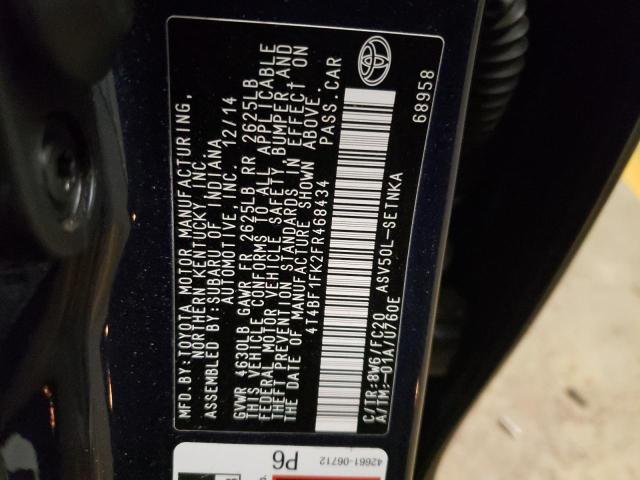 MFD.BY:TOYOTA MOTOR MANUFACTURING,
NORTHERN KENTUCKY, INC.
ASSEMBLED BY:SUBARU OF INDIANA
AUTOMOTIVE, INC. 12/14
GVWR 4630LB GAWR FR 2625LB RR 2625LB
THIS VEHICLE CONFORMS TO ALL APPLICABLE
FEDERAL MOTOR VEHICLE SAFETY, BUMPER, AND
THEFT PREVENTION STANDARDS IN EFFECT ON
THE DATE OF MANUFACTURE SHOWN ABOVE.
4T4BF1FK2FR468434 PASS.CAR
C/TR:8W6/FC20 ASV50L-SETNKA
A/TM:-01A/U760E
68958
P6
42661-06712